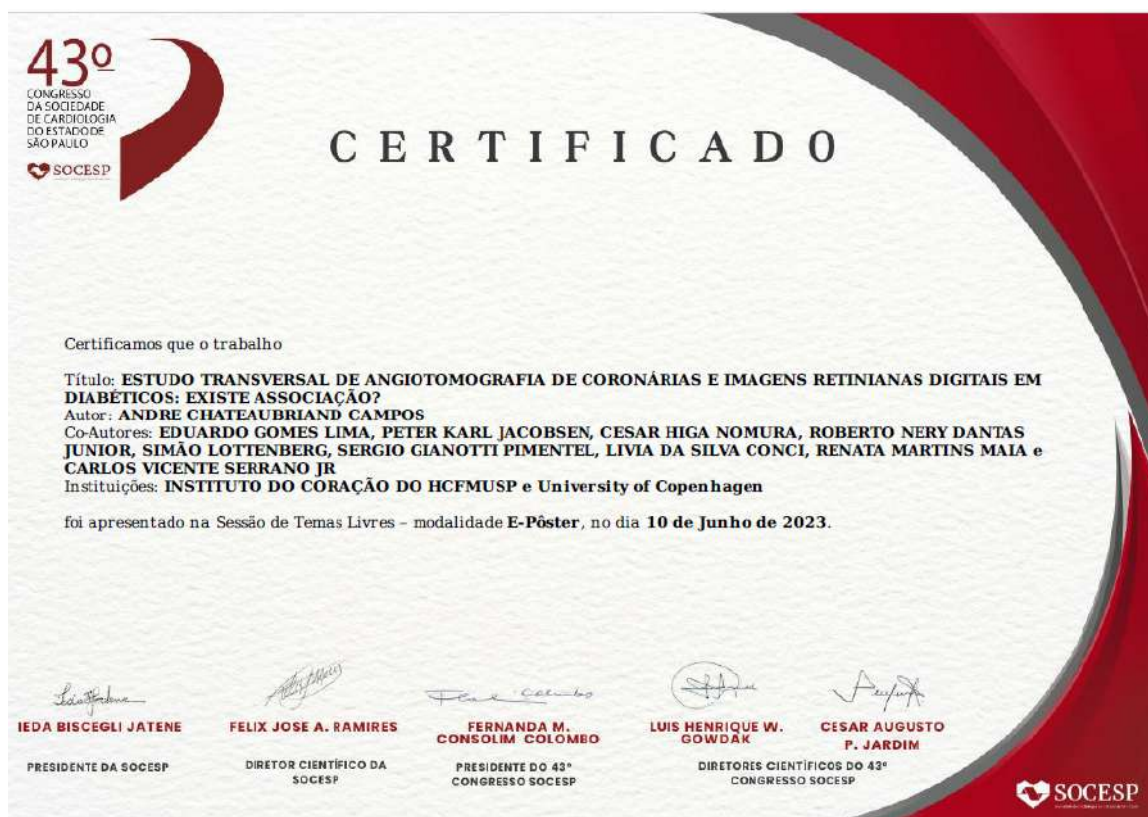 43º
CONGRESSO
DA SOCIEDADE
DE CARDIOLOGIA
DO ESTADO DE
SÃO PAULO
SOCESP
CERTIFICADO
Certificamos que o trabalho
Título: ESTUDO TRANSVERSAL DE ANGIOTOMOGRAFIA DE CORONÁRIAS E IMAGENS RETINIANAS DIGITAIS EM
DIABÉTICOS: EXISTE ASSOCIAÇÃO?
Autor: ANDRE CHATEAUBRIAND CAMPOS
Co-Autores: EDUARDO GOMES LIMA, PETER KARL JACOBSEN, CESAR HIGA NOMURA, ROBERTO NERY DANTAS
JUNIOR, SIMÃO LOTTENBERG, SERGIO GIANOTTI PIMENTEL, LIVIA DA SILVA CONCI, RENATA MARTINS MAIA e
CARLOS VICENTE SERRANO JR
Instituições: INSTITUTO DO CORAÇÃO DO HCFMUSP e University of Copenhagen
foi apresentado na Sessão de Temas Livres – modalidade E-Pôster, no dia 10 de Junho de 2023.
IEDA BISCEGLI JATENE
PRESIDENTE DA SOCESP
FELIX JOSE A. RAMIRES
DIRETOR CIENTÍFICO DA
SOCESP
FERNANDA M.
CONSOLIM COLOMBO
PRESIDENTE DO 43º
CONGRESSO SOCESP
LUIS HENRIQUE W.
GOWDAK
CESAR AUGUSTO
P. JARDIM
DIRETORES CIENTÍFICOS DO 43º
CONGRESSO SOCESP
SOCESP